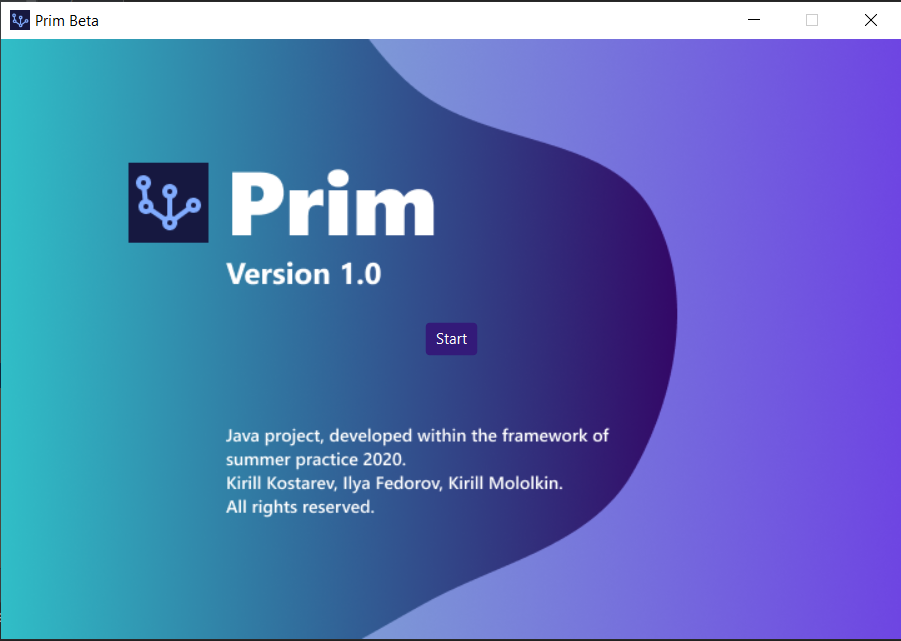 Prim Beta
Prim
Version 1.0
Start
Java project, developed within the framework of
summer practice 2020.
Kirill Kostarev, Ilya Fedorov, Kirill Mololkin.
All rights reserved.